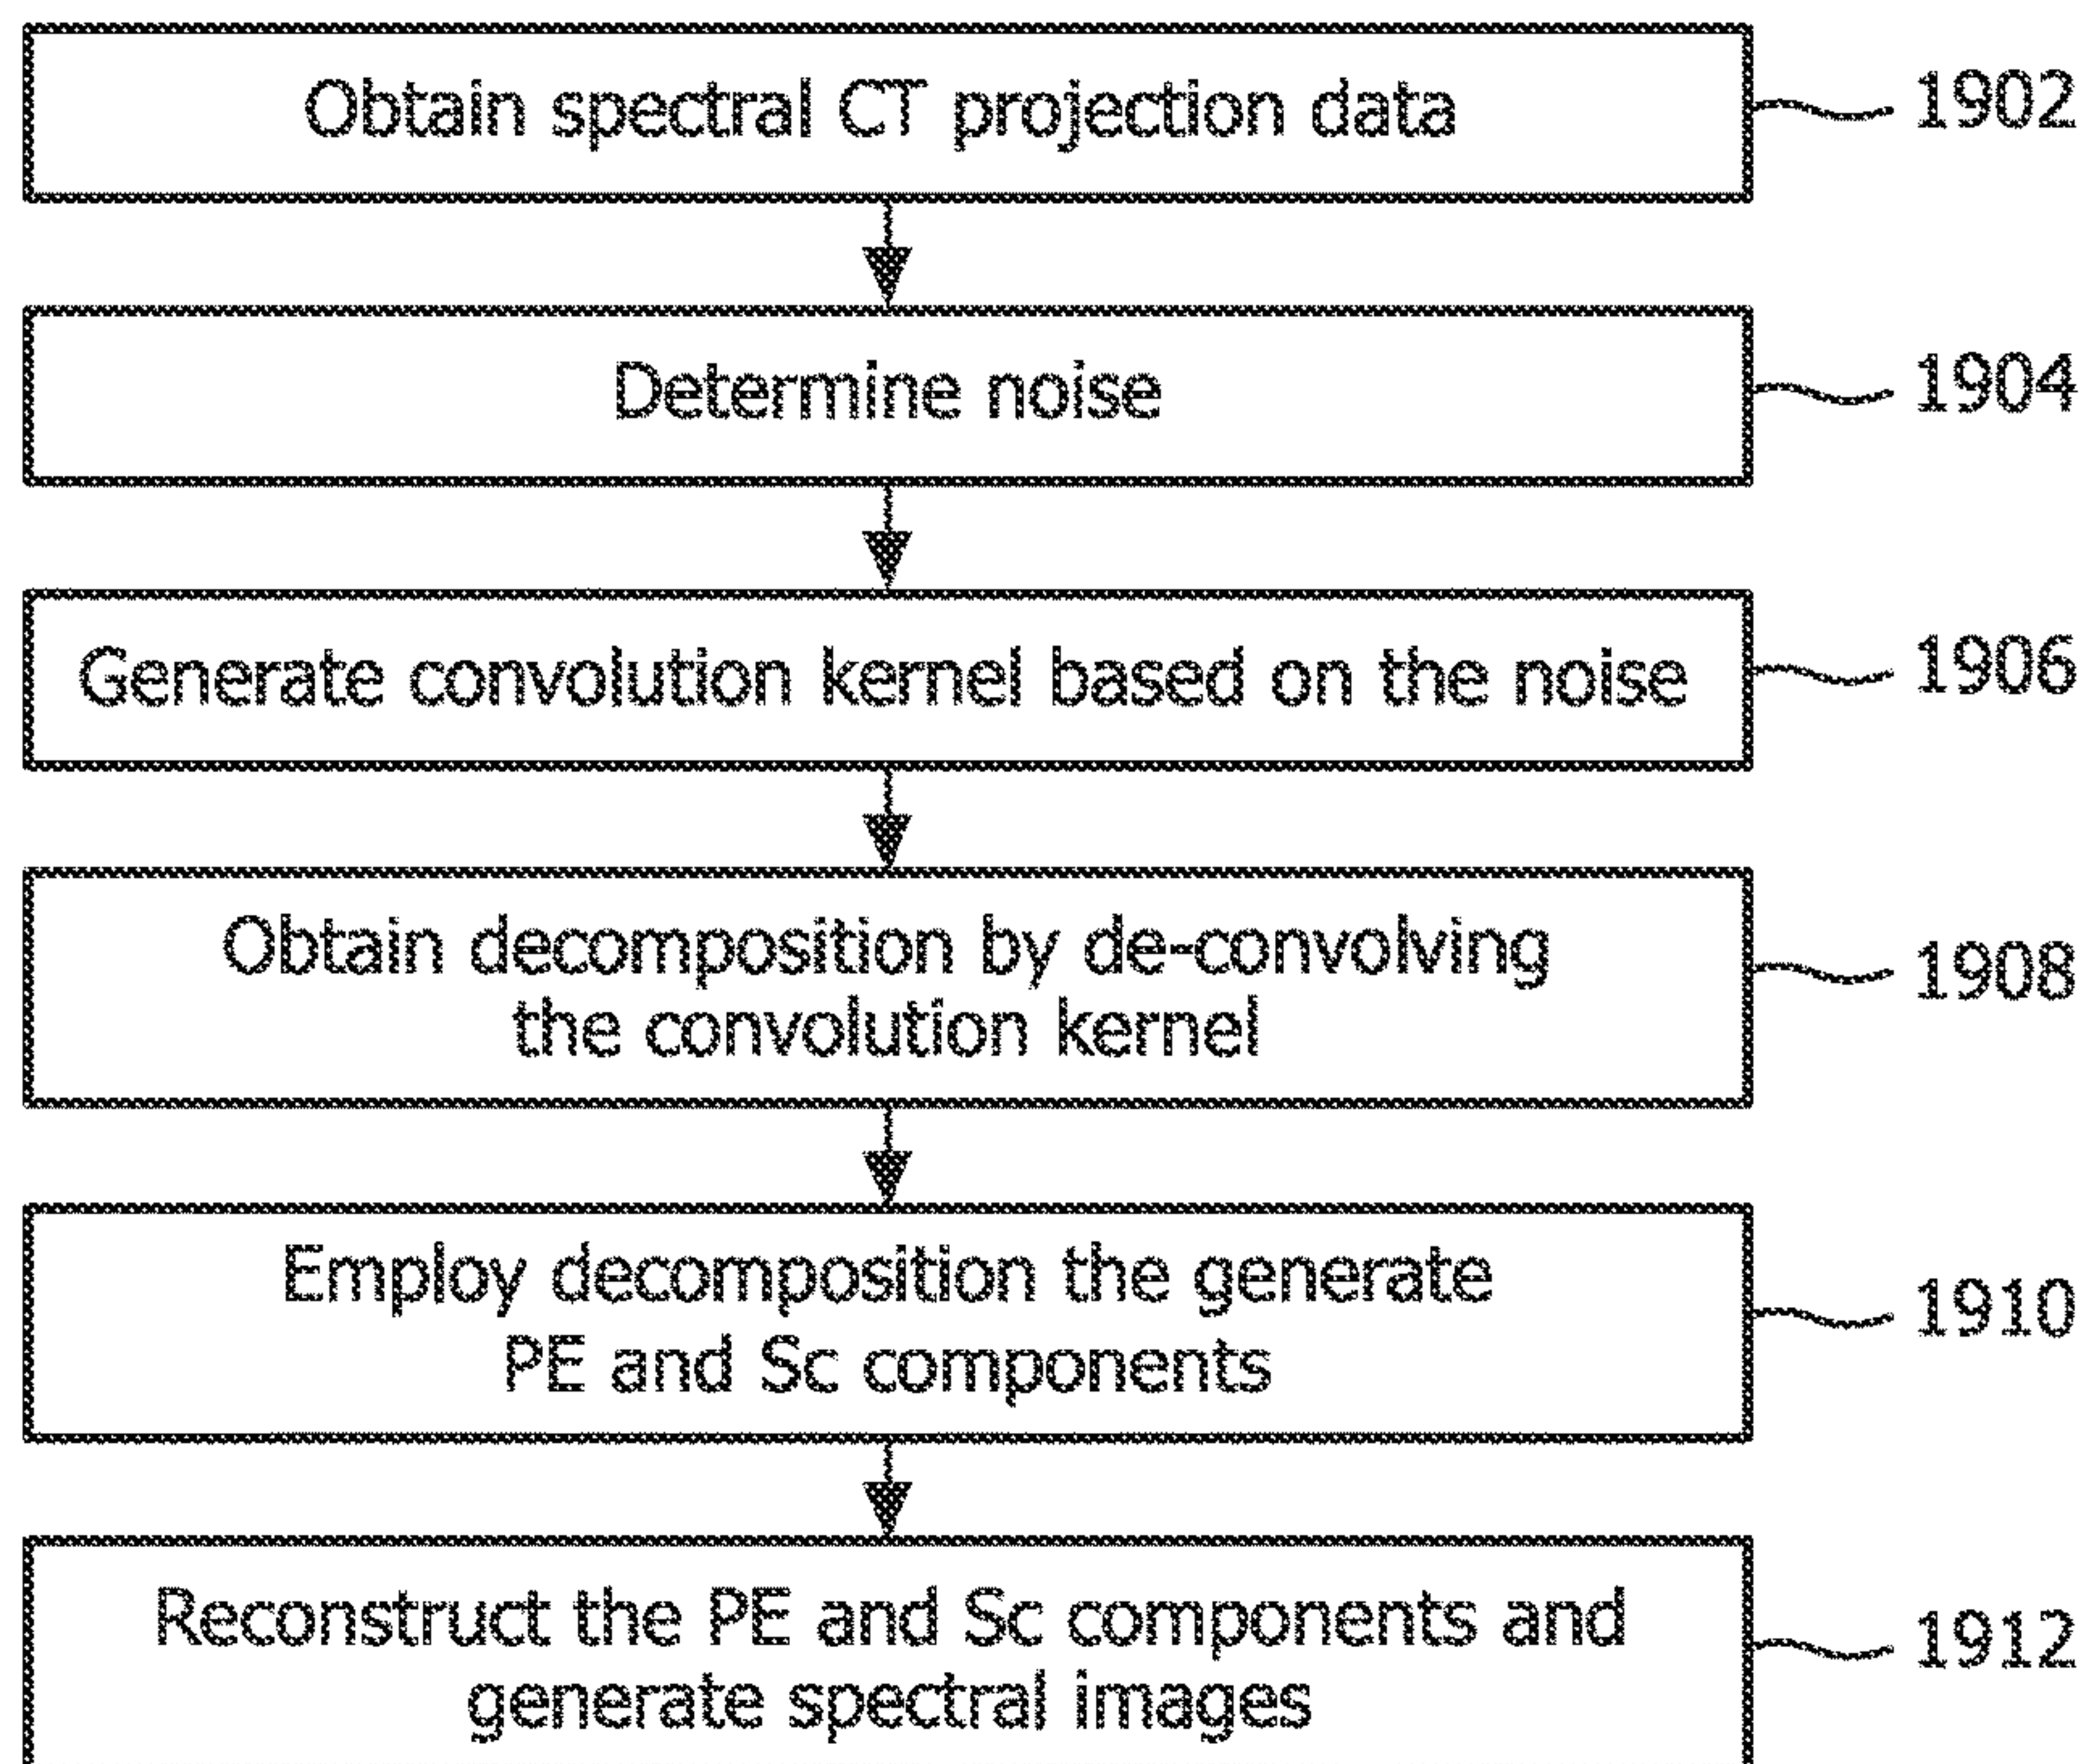 Obtain spectral CT projection data
1902
Determine noise
1904
Generate convolution kernel based on the noise
1906
Obtain decomposition by de-convolving
the convolution kernel
1908
Employ decomposition the generate
PE and Sc components
1910
Reconstruct the PE and Sc components and
generate spectral images
1912